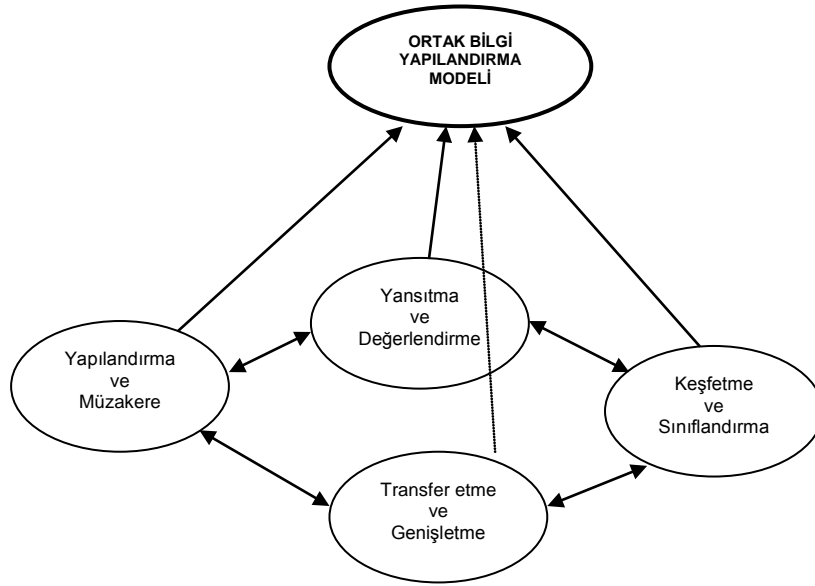 ORTAK BİLGİ
YAPILANDIRMA
MODELİ
Yansıtma
ve
Değerlendirme
Yapılandırma
ve
Müzakere
Keşfetme
ve
Sınıflandırma
Transfer etme
ve
Genişletme